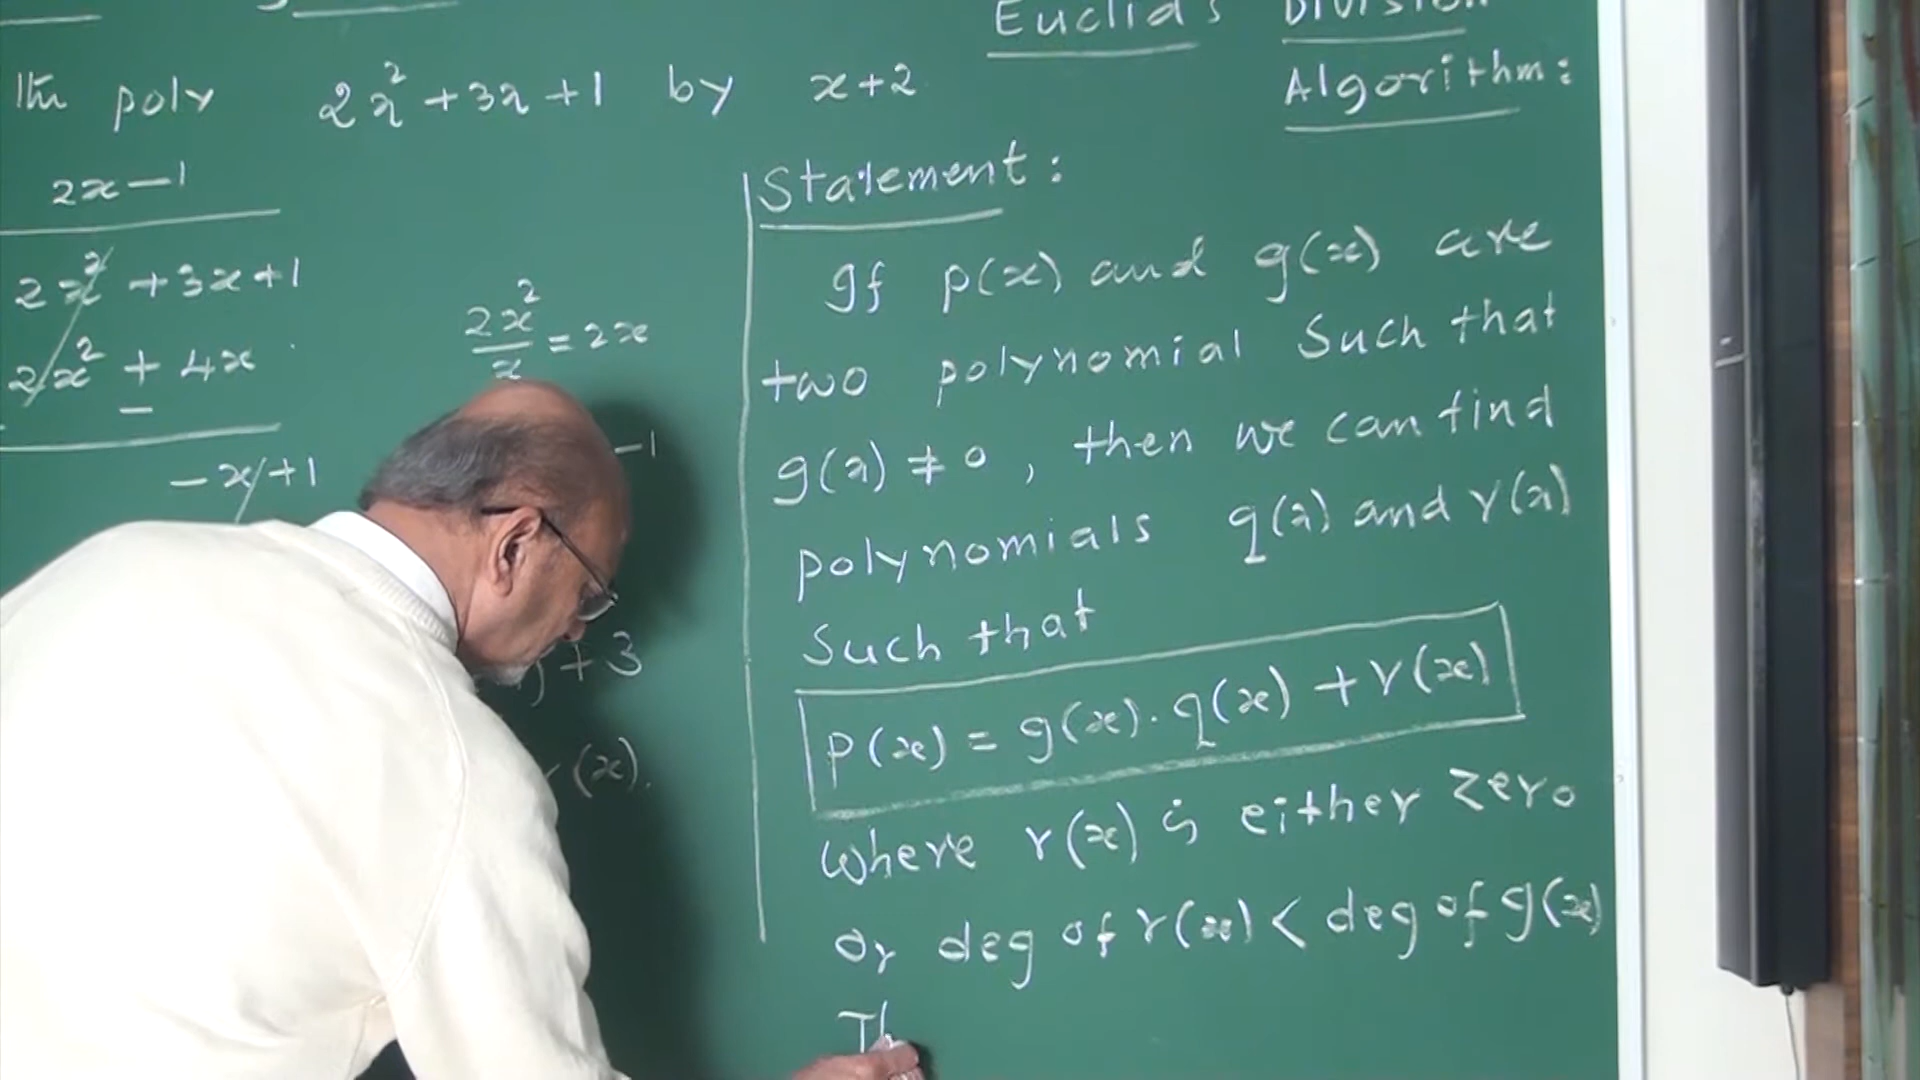 Euclid's Division
Algorithm:
The poly 2x² + 3x + 1 by x + 2
2x - 1
2x² + 3x + 1
2x² + 4x
-
- x + 1
2x²/x = 2x
- 1
) + 3
r(x).
Statement:
If p(x) and g(x) are
two polynomial Such that
g(x) ≠ 0, then we can find
polynomials q(x) and r(x)
Such that
P(x) = g(x) · q(x) + r(x)
where r(x) is either zero
or deg of r(x) < deg of g(x)
Th